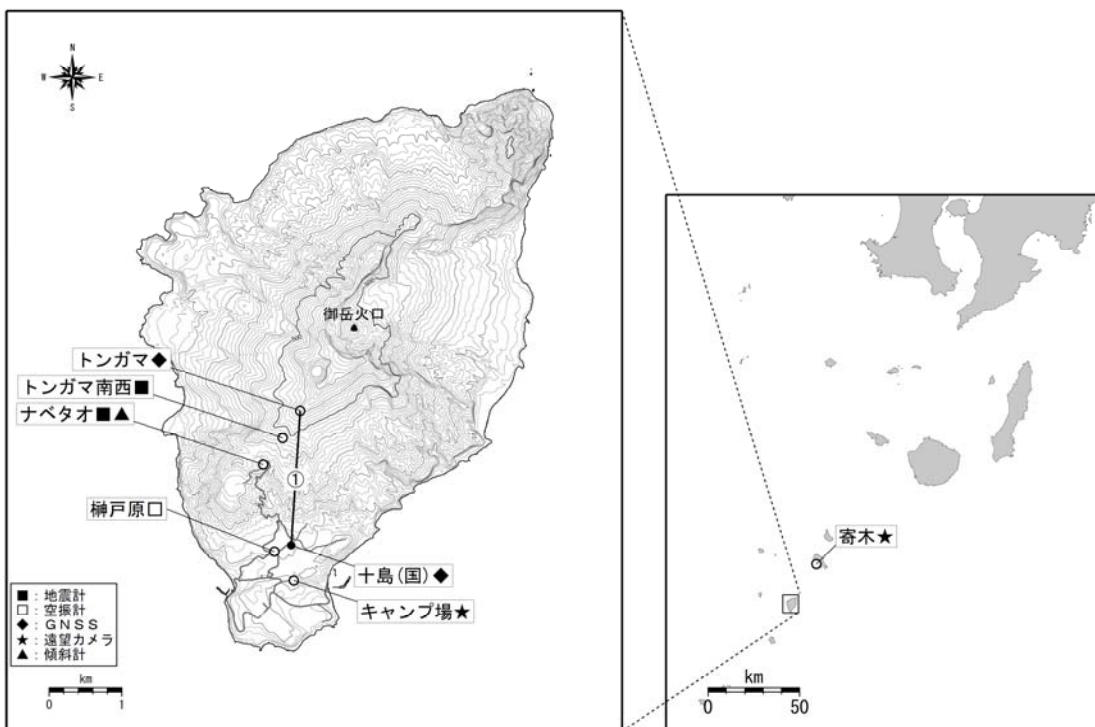 N
W E
S
御岳火口
トンガマ◆
トンガマ南西■
ナベタオ■▲
①
榊戸原□
十島(国)◆
キャンプ場★
寄木★
■：地震計
□：空振計
◆：GNSS
★：遠望カメラ
▲：傾斜計
km
0 1
km
0 50